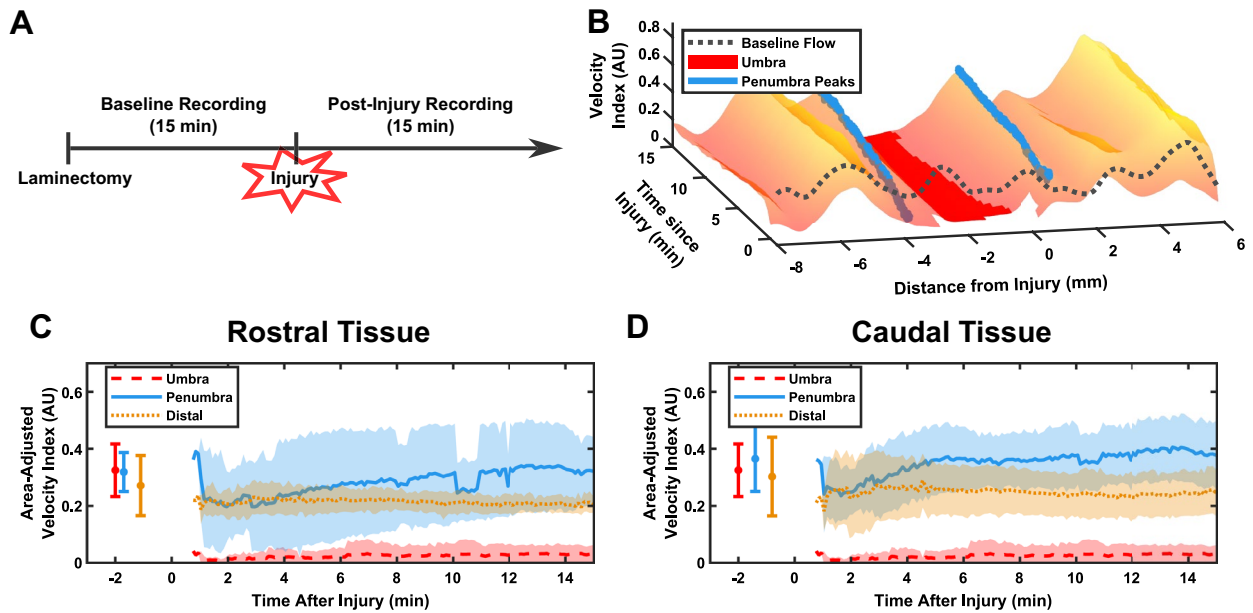 A
Baseline Recording
(15 min)
Post-Injury Recording
(15 min)
Laminectomy
Injury
B
Velocity
Index (AU)
0.8
0.6
0.4
0.2
0
Baseline Flow
Umbra
Penumbra Peaks
15
10
5
0
Time since
Injury (min)
-8
-6
-4
-2
0
2
4
6
Distance from Injury (mm)
C
Rostral Tissue
Area-Adjusted
Velocity Index (AU)
0.6
0.4
0.2
0
Umbra
Penumbra
Distal
-2
0
2
4
6
8
10
12
14
Time After Injury (min)
D
Caudal Tissue
Area-Adjusted
Velocity Index (AU)
0.6
0.4
0.2
0
Umbra
Penumbra
Distal
-2
0
2
4
6
8
10
12
14
Time After Injury (min)